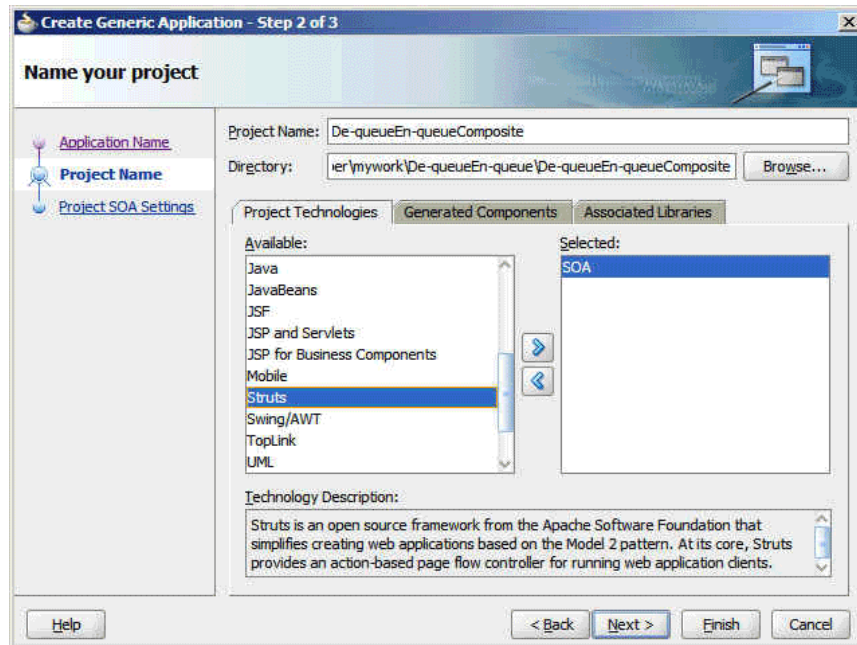 Create Generic Application - Step 2 of 3
Name your project
Application Name
Project Name
Project SOA Settings
Project Name: De-queueEn-queueComposite
Directory: er\mywork\De-queueEn-queue\De-queueEn-queueComposite Browse...
Project Technologies Generated Components Associated Libraries
Available: Selected:
Java SOA
JavaBeans
JSF
JSP and Servlets
JSP for Business Components
Mobile
Struts
Swing/AWT
TopLink
UML
Technology Description:
Struts is an open source framework from the Apache Software Foundation that
simplifies creating web applications based on the Model 2 pattern. At its core, Struts
provides an action-based page flow controller for running web application clients.
Help < Back Next > Finish Cancel